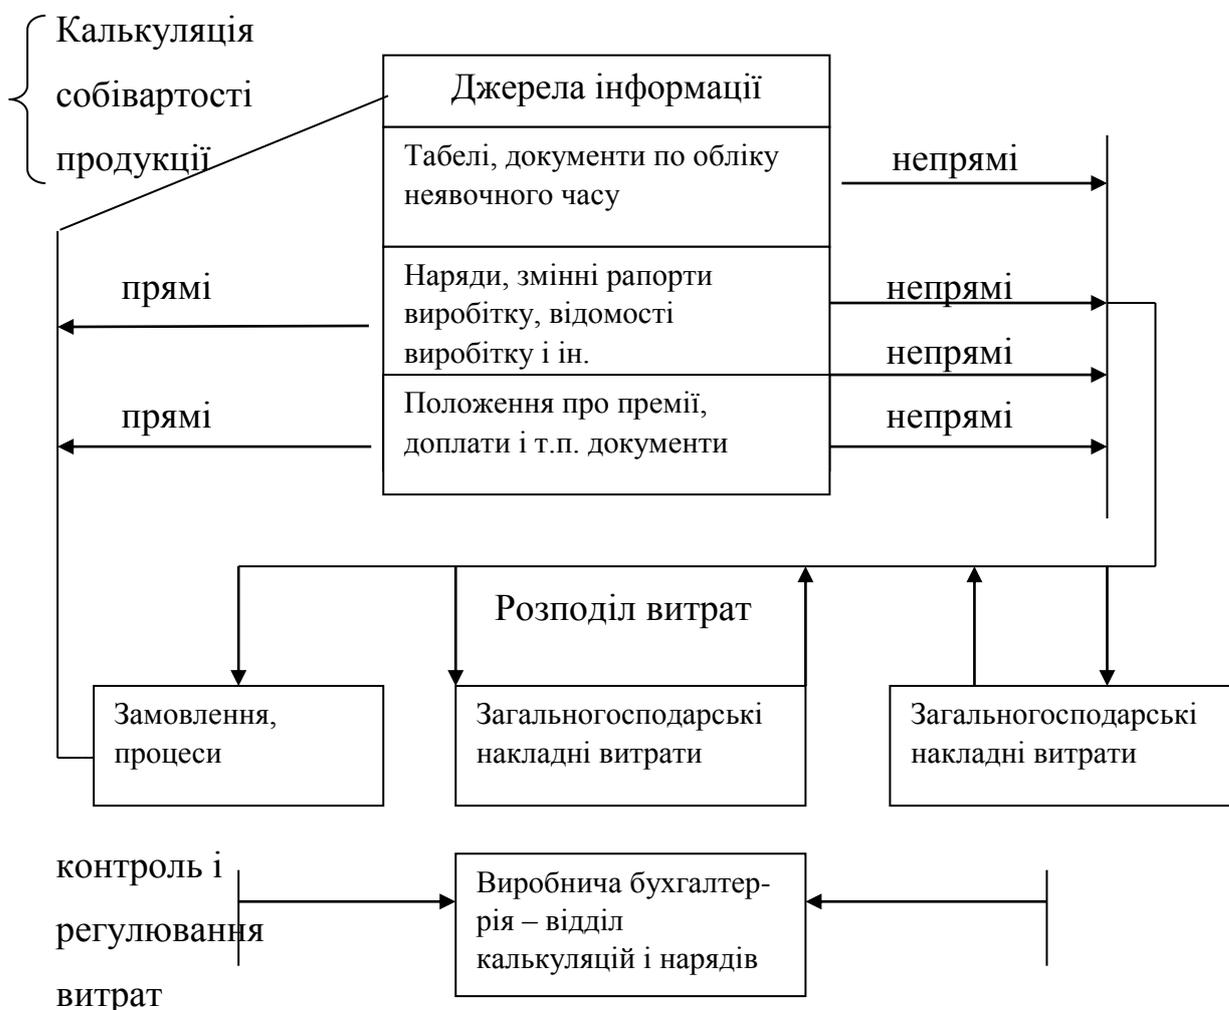 Калькуляція
собівартості
продукції
Джерела інформації
Табелі, документи по обліку
неявочного часу
непрямі
прямі
Наряди, змінні рапорти
виробітку, відомості
виробітку і ін.
непрямі
непрямі
прямі
Положення про премії,
доплати і т.п. документи
непрямі
Розподіл витрат
Замовлення,
процеси
Загальногосподарські
накладні витрати
Загальногосподарські
накладні витрати
контроль і
регулювання
витрат
Виробнича бухгалтер-
рія – відділ
калькуляцій і нарядів